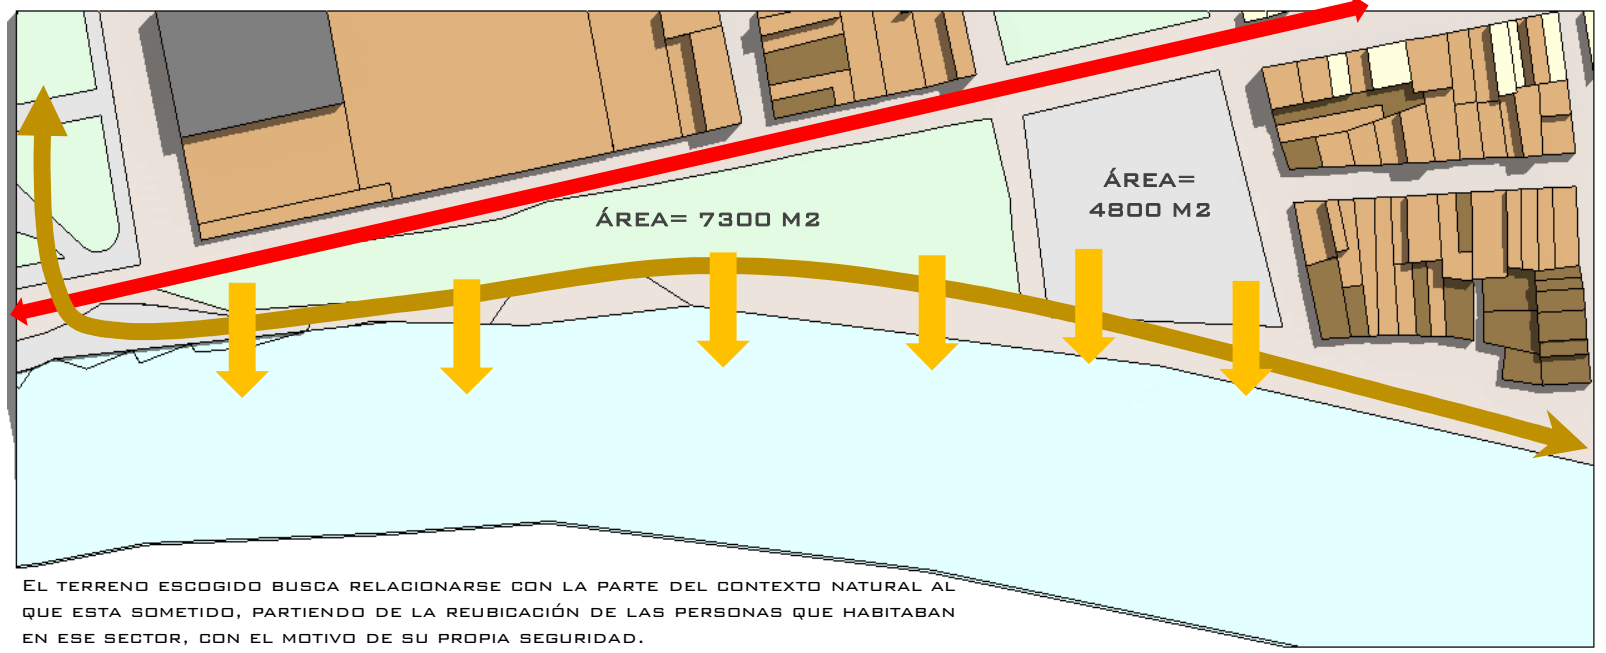 ÁREA=
4800 M2
ÁREA= 7300 M2
EL TERRENO ESCOGIDO BUSCA RELACIONARSE CON LA PARTE DEL CONTEXTO NATURAL AL
QUE ESTA SOMETIDO, PARTIENDO DE LA REUBICACIÓN DE LAS PERSONAS QUE HABITABAN
EN ESE SECTOR, CON EL MOTIVO DE SU PROPIA SEGURIDAD.